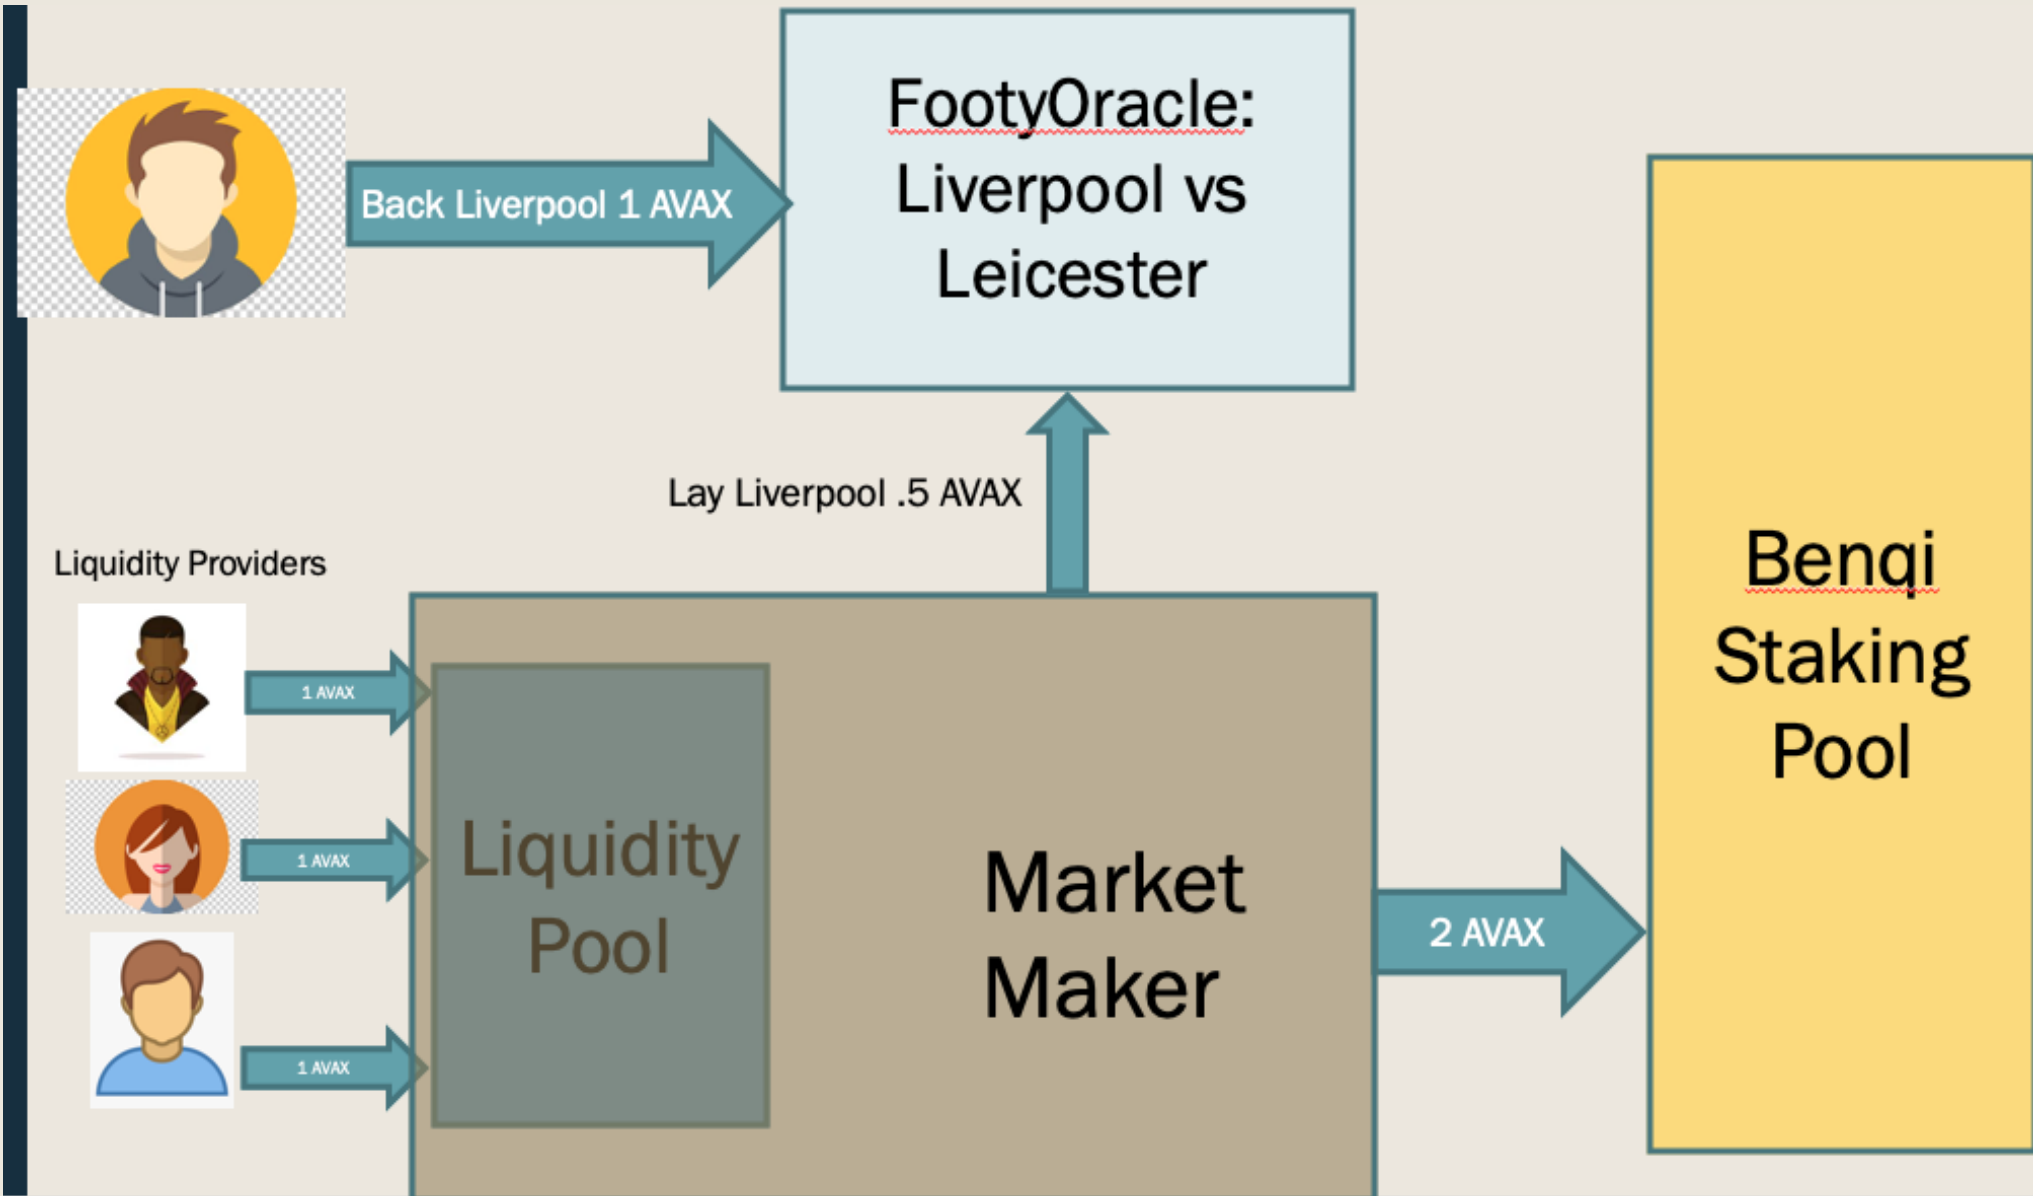 Back Liverpool 1 AVAX
FootyOracle:
Liverpool vs
Leicester
Lay Liverpool .5 AVAX
Liquidity Providers
1 AVAX
1 AVAX
1 AVAX
Liquidity
Pool
Market
Maker
2 AVAX
Benqi
Staking
Pool